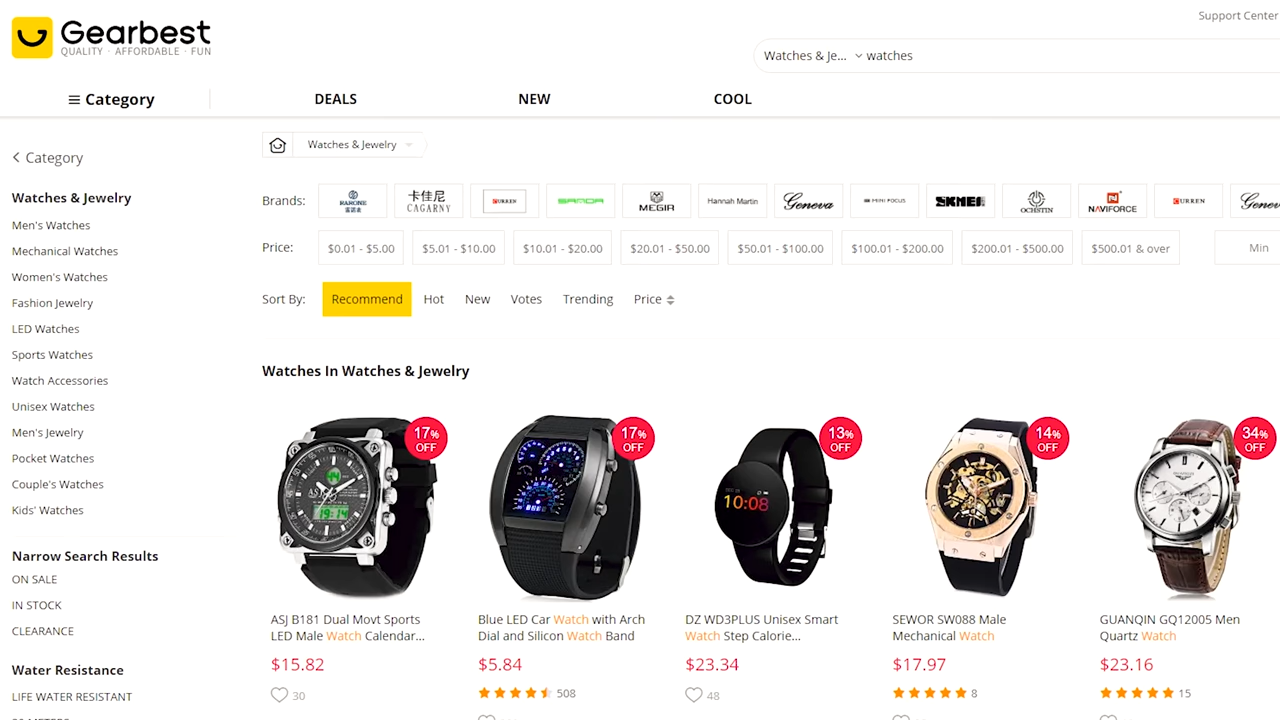 Gearbest
QUALITY · AFFORDABLE · FUN
Support Center
Watches & Je... watches
Category
DEALS
NEW
COOL
Category
Watches & Jewelry
Men's Watches
Mechanical Watches
Women's Watches
Fashion Jewelry
LED Watches
Sports Watches
Watch Accessories
Unisex Watches
Men's Jewelry
Pocket Watches
Couple's Watches
Kids' Watches
Narrow Search Results
ON SALE
IN STOCK
CLEARANCE
Water Resistance
LIFE WATER RESISTANT
Watches & Jewelry
Brands: RARONE 卡佳尼 CAGARNY CURREN SANDA MEGIR Hannah Martin Geneva MINI FOCUS SKMEI OCHSTIN NAVIFORCE CURREN
Price: $0.01 - $5.00 $5.01 - $10.00 $10.01 - $20.00 $20.01 - $50.00 $50.01 - $100.00 $100.01 - $200.00 $200.01 - $500.00 $500.01 & over Min
Sort By: Recommend Hot New Votes Trending Price
Watches In Watches & Jewelry
17% OFF
ASJ B181 Dual Movt Sports
LED Male Watch Calendar...
$15.82
30
17% OFF
Blue LED Car Watch with Arch
Dial and Silicon Watch Band
$5.84
508
13% OFF
10:08
DZ WD3PLUS Unisex Smart
Watch Step Calorie...
$23.34
48
14% OFF
SEWOR SW088 Male
Mechanical Watch
$17.97
8
34% OFF
GUANQIN GQ12005 Men
Quartz Watch
$23.16
15